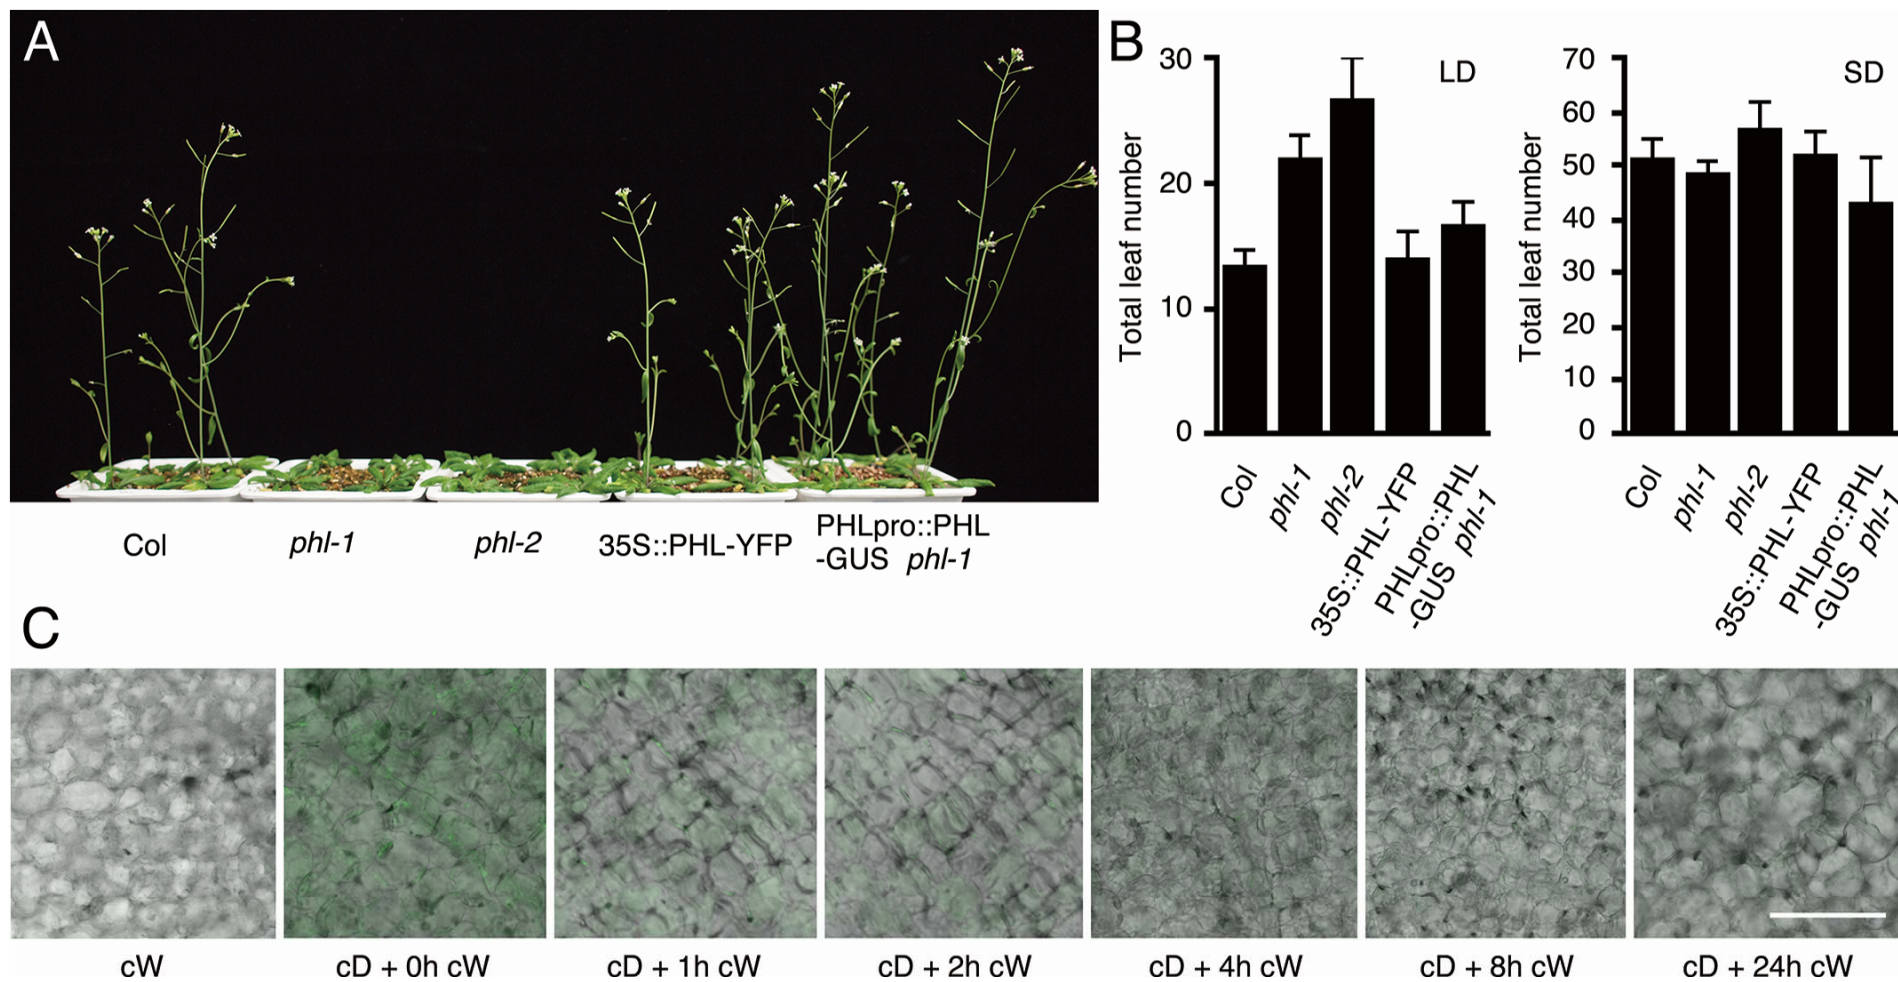 A
Col
phl-1
phl-2
35S::PHL-YFP
PHLpro::PHL
-GUS phl-1
B
Total leaf number
30
20
10
0
LD
Col
phl-1
phl-2
35S::PHL-YFP
PHLpro::PHL
-GUS phl-1
Total leaf number
70
60
50
40
30
20
10
0
SD
Col
phl-1
phl-2
35S::PHL-YFP
PHLpro::PHL
-GUS phl-1
C
cW
cD + 0h cW
cD + 1h cW
cD + 2h cW
cD + 4h cW
cD + 8h cW
cD + 24h cW